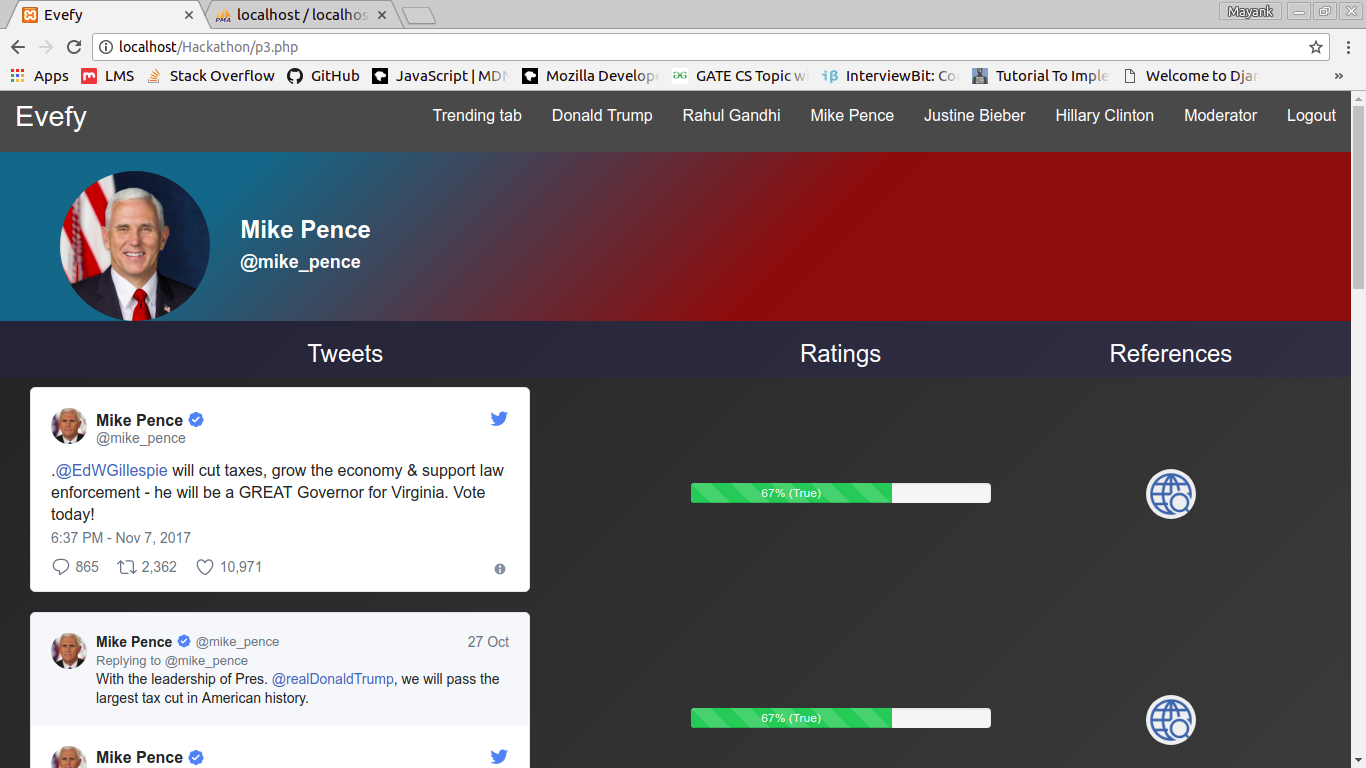 Evefy
localhost / localhos
Mayank
localhost/Hackathon/p3.php
Apps LMS Stack Overflow GitHub JavaScript | MDN Mozilla Develope GATE CS Topic wi InterviewBit: Co Tutorial To Imple Welcome to Djan »
Evefy
Trending tab Donald Trump Rahul Gandhi Mike Pence Justine Bieber Hillary Clinton Moderator Logout
Mike Pence
@mike_pence
Tweets Ratings References
Mike Pence
@mike_pence
.@EdWGillespie will cut taxes, grow the economy & support law
enforcement - he will be a GREAT Governor for Virginia. Vote
today!
6:37 PM - Nov 7, 2017
865 2,362 10,971
67% (True)
Mike Pence @mike_pence 27 Oct
Replying to @mike_pence
With the leadership of Pres. @realDonaldTrump, we will pass the
largest tax cut in American history.
67% (True)
Mike Pence